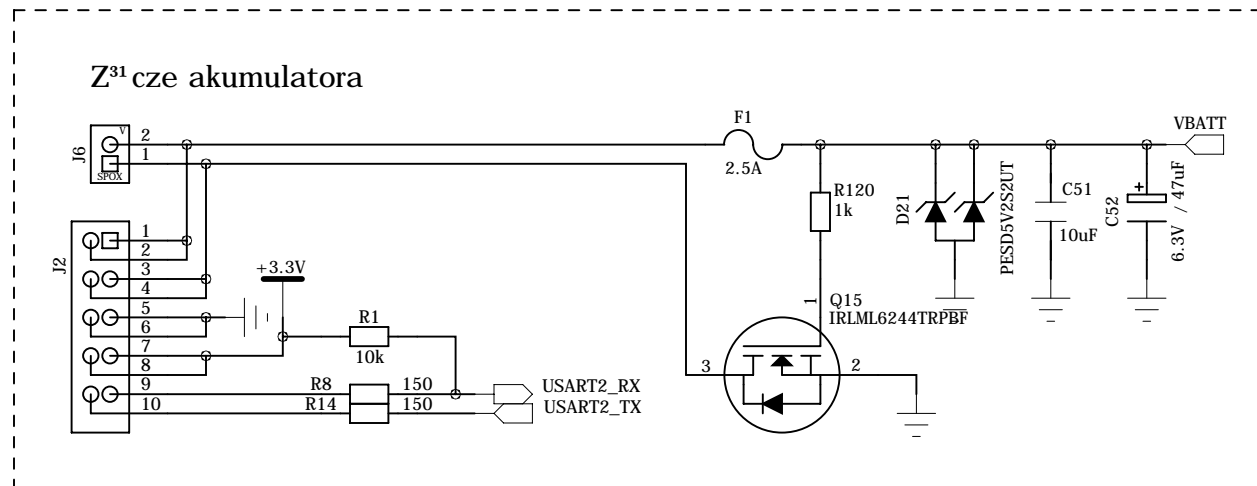 Z³¹cze akumulatora
J6
V
2
1
SPOX
F1
2.5A
VBATT
R120
1k
D21
PESD5V2S2UT
C51
10uF
C52
+
6.3V / 47uF
J2
1
2
3
4
5
6
7
8
9
10
+3.3V
R1
10k
R8
150
USART2_RX
R14
150
USART2_TX
1
Q15
IRLML6244TRPBF
3
2